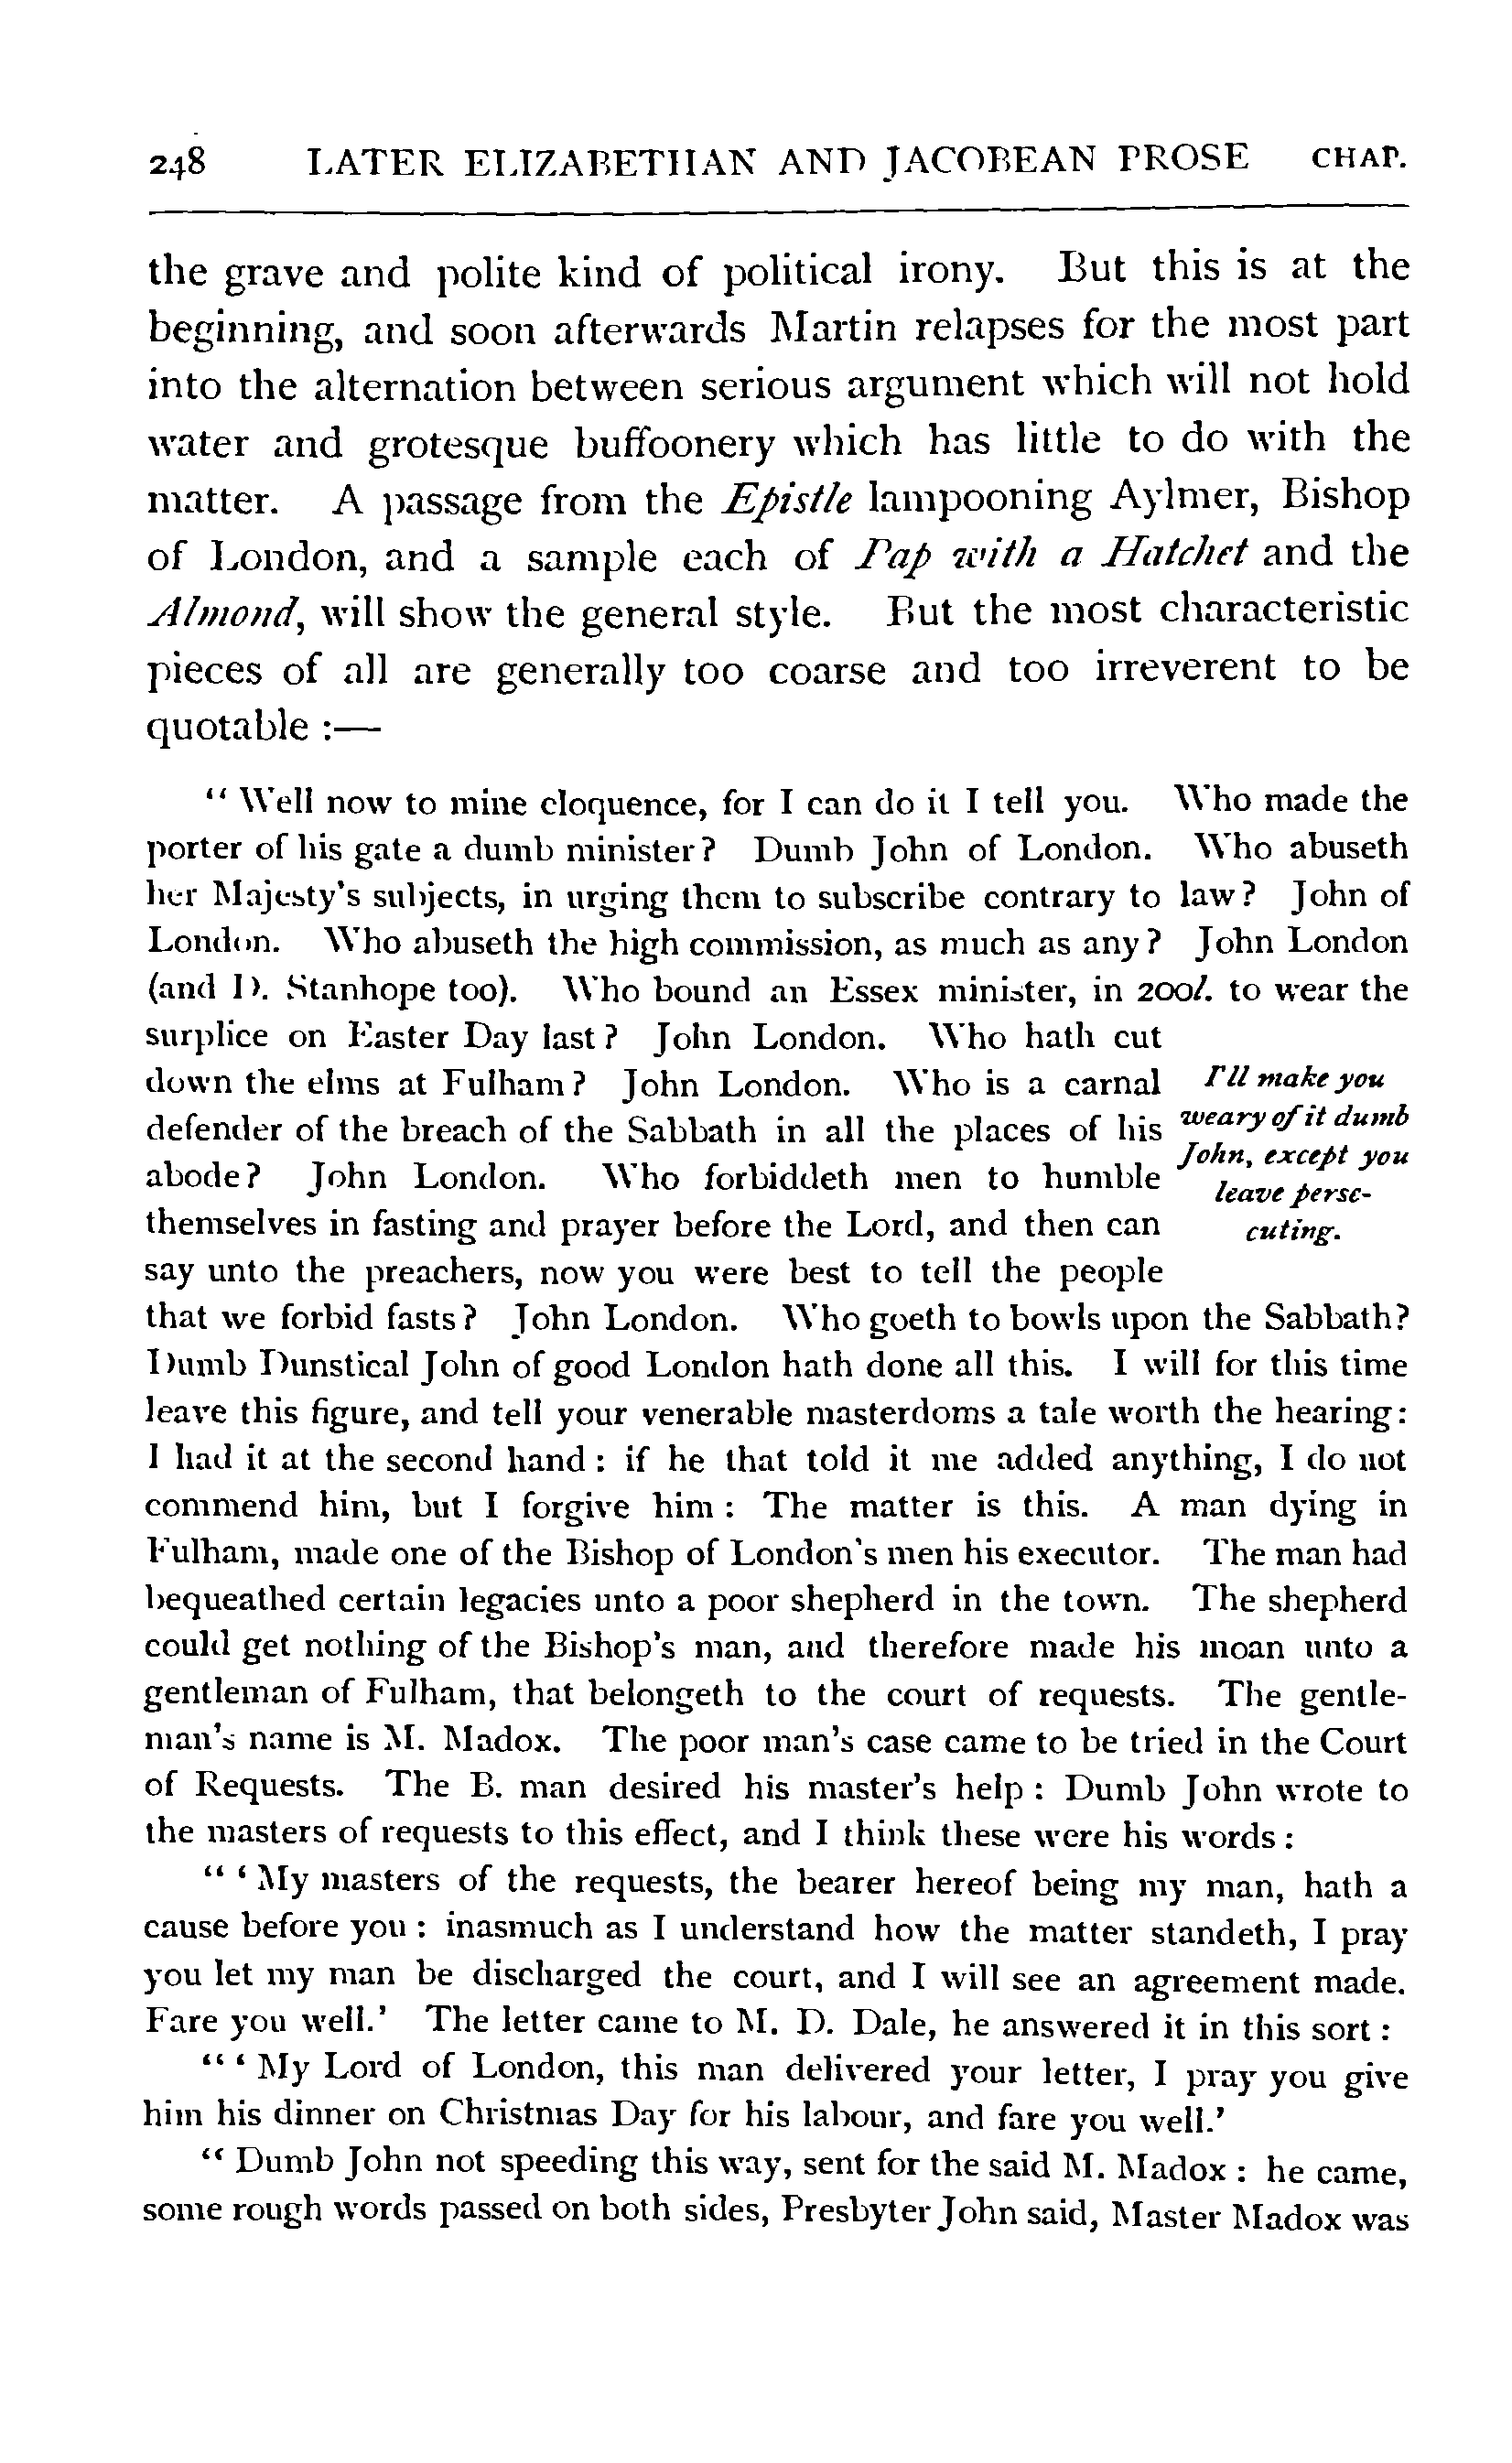 248 LATER ELIZABETHAN AND JACOBEAN PROSE CHAP.
the grave and polite kind of political irony. But this is at the
beginning, and soon afterwards Martin relapses for the most part
into the alternation between serious argument which will not hold
water and grotesque buffoonery which has little to do with the
matter. A passage from the Epistle lampooning Aylmer, Bishop
of London, and a sample each of Pap with a Hatchet and the
Almond, will show the general style. But the most characteristic
pieces of all are generally too coarse and too irreverent to be
quotable :—
“ Well now to mine eloquence, for I can do it I tell you. Who made the
porter of his gate a dumb minister? Dumb John of London. Who abuseth
her Majesty's subjects, in urging them to subscribe contrary to law? John of
London. Who abuseth the high commission, as much as any? John London
(and D. Stanhope too). Who bound an Essex minister, in 200l. to wear the
surplice on Easter Day last? John London. Who hath cut
down the elms at Fulham? John London. Who is a carnal
defender of the breach of the Sabbath in all the places of his
abode? John London. Who forbiddeth men to humble
themselves in fasting and prayer before the Lord, and then can
say unto the preachers, now you were best to tell the people
I'll make you
weary of it dumb
John, except you
leave perse-
cuting.
that we forbid fasts? John London. Who goeth to bowls upon the Sabbath?
Dumb Dunstical John of good London hath done all this. I will for this time
leave this figure, and tell your venerable masterdoms a tale worth the hearing:
I had it at the second hand : if he that told it me added anything, I do not
commend him, but I forgive him : The matter is this. A man dying in
Fulham, made one of the Bishop of London's men his executor. The man had
bequeathed certain legacies unto a poor shepherd in the town. The shepherd
could get nothing of the Bishop's man, and therefore made his moan unto a
gentleman of Fulham, that belongeth to the court of requests. The gentle-
man's name is M. Madox. The poor man's case came to be tried in the Court
of Requests. The B. man desired his master's help : Dumb John wrote to
the masters of requests to this effect, and I think these were his words :
“ ‘ My masters of the requests, the bearer hereof being my man, hath a
cause before you : inasmuch as I understand how the matter standeth, I pray
you let my man be discharged the court, and I will see an agreement made.
Fare you well.’ The letter came to M. D. Dale, he answered it in this sort :
“ ‘ My Lord of London, this man delivered your letter, I pray you give
him his dinner on Christmas Day for his labour, and fare you well.’
“ Dumb John not speeding this way, sent for the said M. Madox : he came,
some rough words passed on both sides, Presbyter John said, Master Madox was